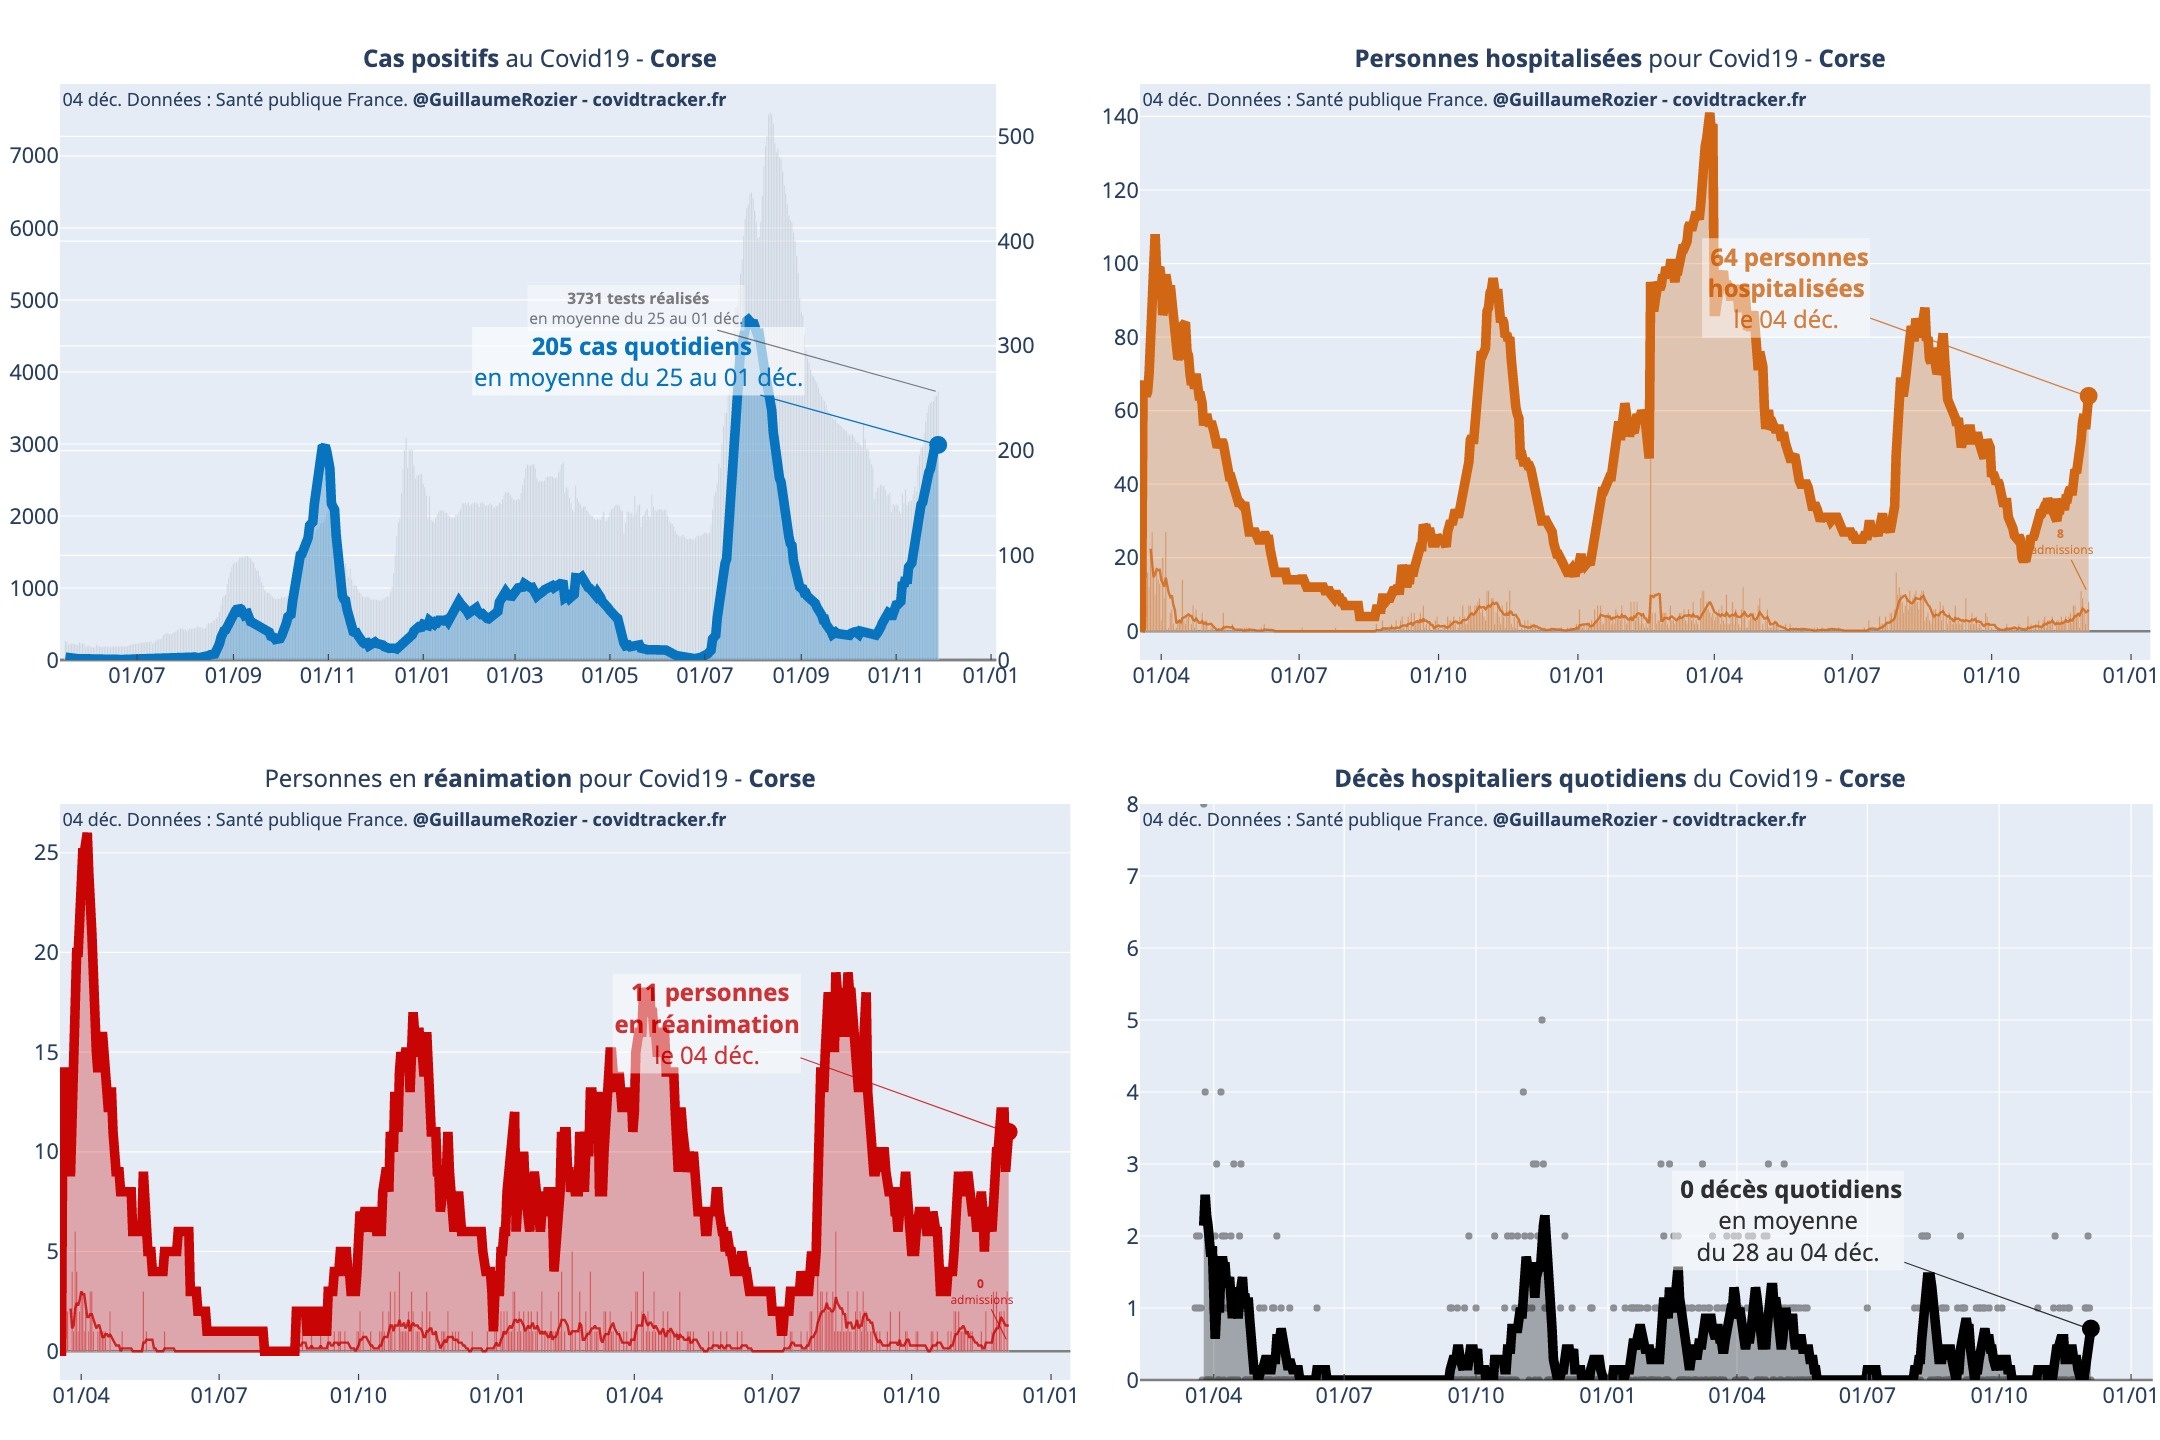 Cas positifs au Covid19 - Corse
04 déc. Données : Santé publique France. @GuillaumeRozier - covidtracker.fr
7000
6000
5000
4000
3000
2000
1000
0
500
400
300
200
100
0
3731 tests réalisés
en moyenne du 25 au 01 déc.
205 cas quotidiens
en moyenne du 25 au 01 déc.
01/07 01/09 01/11 01/01 01/03 01/05 01/07 01/09 01/11 01/01
Personnes hospitalisées pour Covid19 - Corse
04 déc. Données : Santé publique France. @GuillaumeRozier - covidtracker.fr
140
120
100
80
60
40
20
0
64 personnes
hospitalisées
le 04 déc.
8
admissions
01/04 01/07 01/10 01/01 01/04 01/07 01/10 01/01
Personnes en réanimation pour Covid19 - Corse
04 déc. Données : Santé publique France. @GuillaumeRozier - covidtracker.fr
25
20
15
10
5
0
11 personnes
en réanimation
le 04 déc.
0
admissions
01/04 01/07 01/10 01/01 01/04 01/07 01/10 01/01
Décès hospitaliers quotidiens du Covid19 - Corse
04 déc. Données : Santé publique France. @GuillaumeRozier - covidtracker.fr
8
7
6
5
4
3
2
1
0
0 décès quotidiens
en moyenne
du 28 au 04 déc.
01/04 01/07 01/10 01/01 01/04 01/07 01/10 01/01